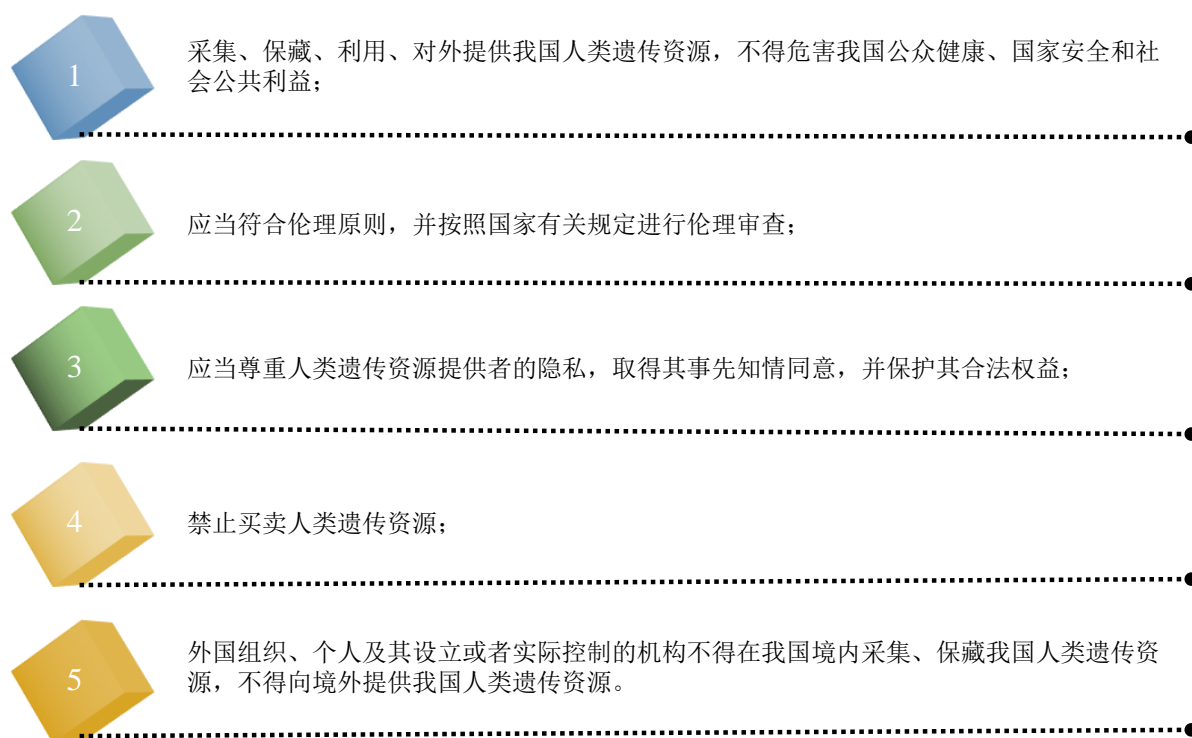 1
采集、保藏、利用、对外提供我国人类遗传资源，不得危害我国公众健康、国家安全和社
会公共利益；
2
应当符合伦理原则，并按照国家有关规定进行伦理审查；
3
应当尊重人类遗传资源提供者的隐私，取得其事先知情同意，并保护其合法权益；
4
禁止买卖人类遗传资源；
5
外国组织、个人及其设立或者实际控制的机构不得在我国境内采集、保藏我国人类遗传资
源，不得向境外提供我国人类遗传资源。